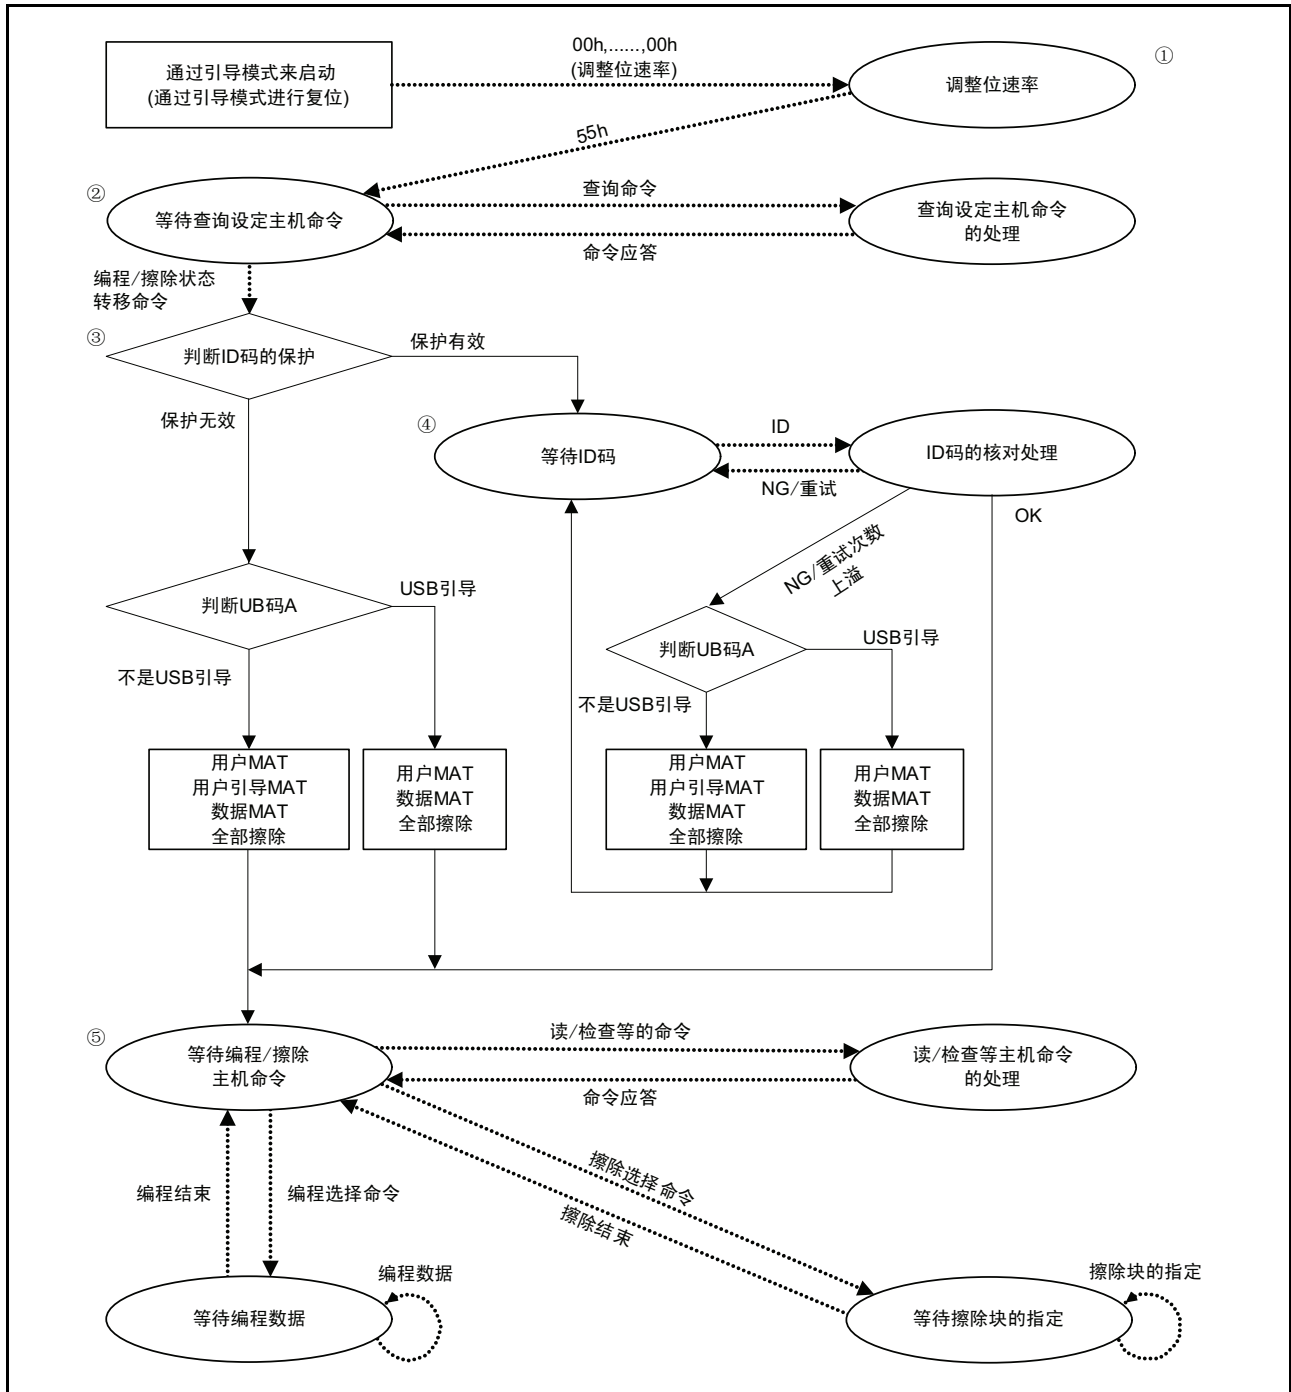 00h,......,00h
(调整位速率)
①
通过引导模式来启动
(通过引导模式进行复位)
调整位速率
55h
②
等待查询设定主机命令
查询命令
命令应答
查询设定主机命令
的处理
编程/擦除状态
转移命令
③
判断ID码的保护
保护有效
保护无效
④
等待ID码
ID
NG/重试
ID码的核对处理
OK
NG/重试次数
上溢
判断UB码A
USB引导
不是USB引导
判断UB码A
USB引导
不是USB引导
用户MAT
用户引导MAT
数据MAT
全部擦除
用户MAT
数据MAT
全部擦除
用户MAT
用户引导MAT
数据MAT
全部擦除
用户MAT
数据MAT
全部擦除
⑤
等待编程/擦除
主机命令
读/检查等的命令
命令应答
读/检查等主机命令
的处理
编程结束
编程选择命令
擦除选择命令
擦除结束
编程数据
等待编程数据
擦除块的指定
等待擦除块的指定